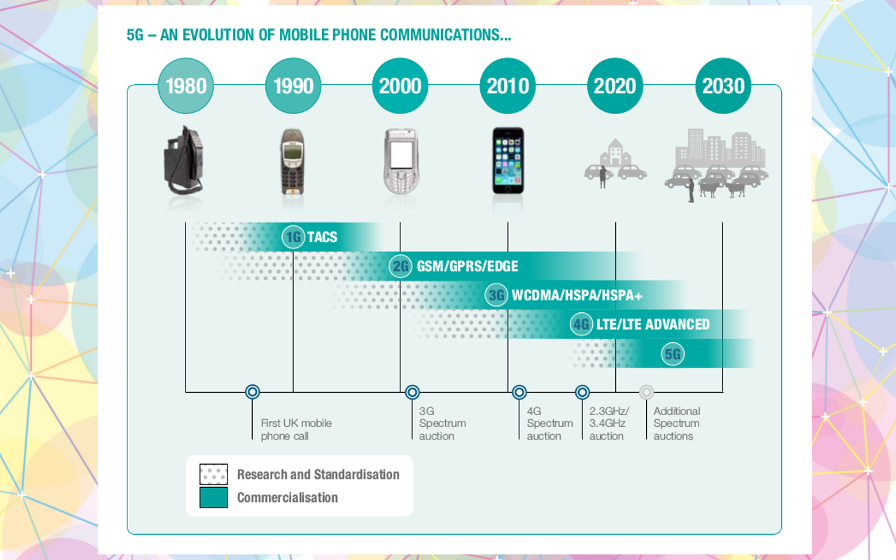 5G – AN EVOLUTION OF MOBILE PHONE COMMUNICATIONS...
1980 1990 2000 2010 2020 2030
1G TACS
2G GSM/GPRS/EDGE
3G WCDMA/HSPA/HSPA+
4G LTE/LTE ADVANCED
5G
First UK mobile
phone call
3G
Spectrum
auction
4G
Spectrum
auction
2.3GHz/
3.4GHz
auction
Additional
Spectrum
auctions
Research and Standardisation
Commercialisation